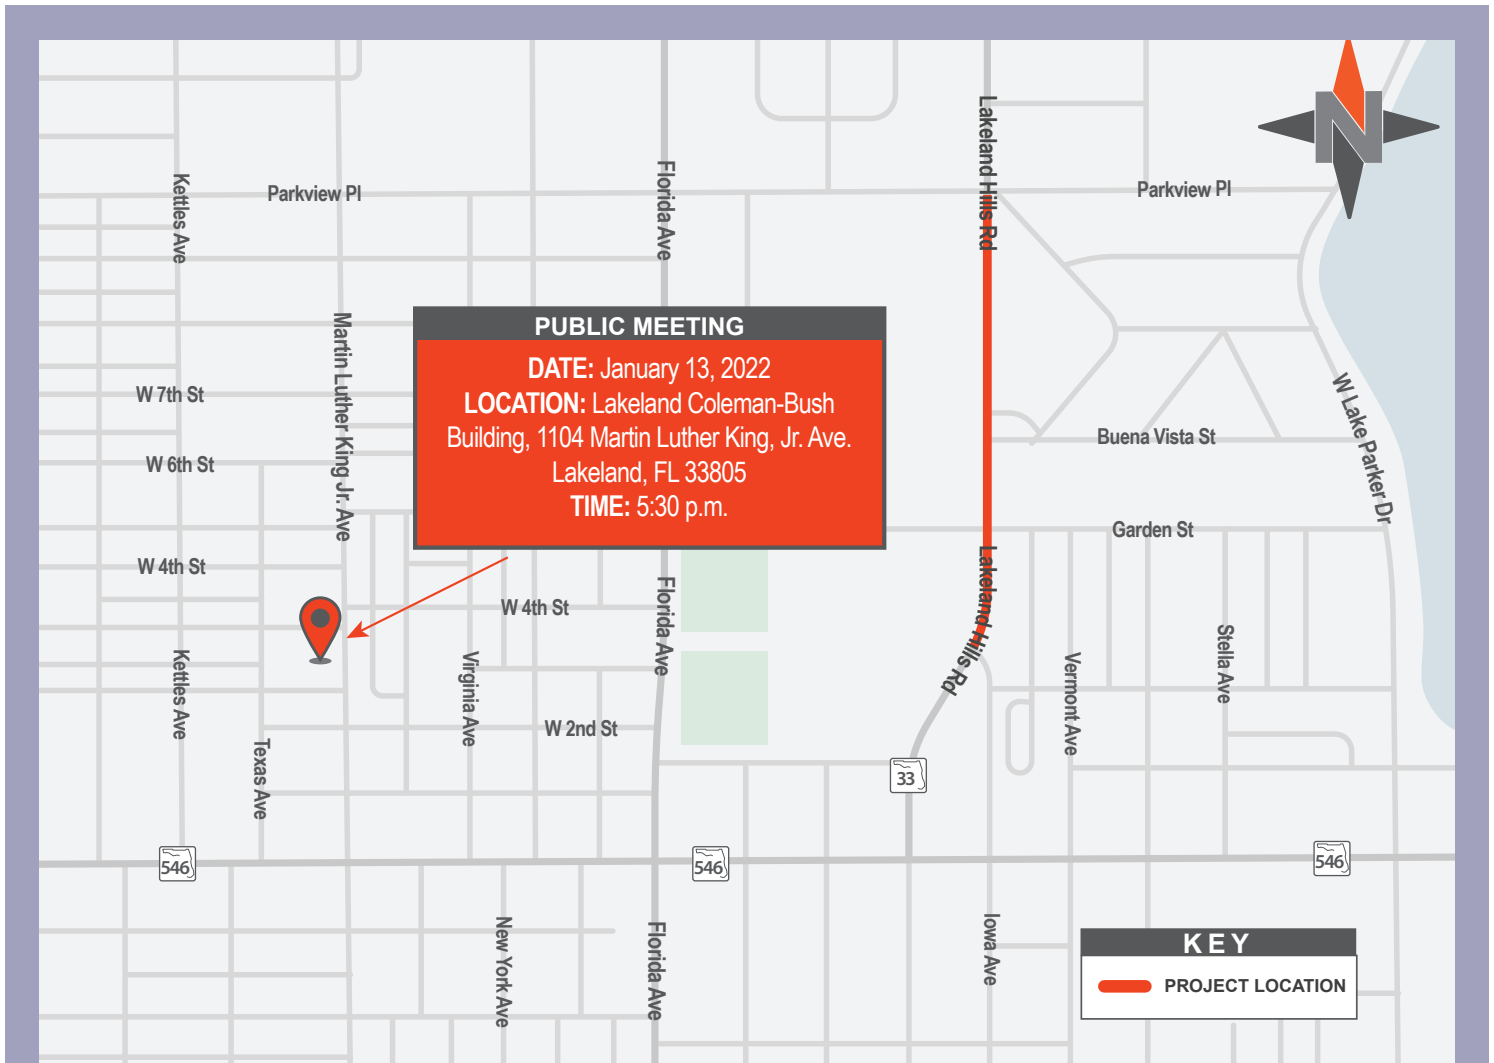 Lakeland Hills Rd
N
Kettles Ave
Parkview Pl
Florida Ave
Parkview Pl
PUBLIC MEETING
DATE: January 13, 2022
LOCATION: Lakeland Coleman-Bush
Building, 1104 Martin Luther King, Jr. Ave.
Lakeland, FL 33805
TIME: 5:30 p.m.
Martin Luther King Jr. Ave
W 7th St
W 6th St
W 4th St
W Lake Parker Dr
Buena Vista St
Garden St
Lakeland Hills Rd
W 4th St
Florida Ave
Kettles Ave
Virginia Ave
Vermont Ave
Stella Ave
W 2nd St
Texas Ave
33
546
546
546
New York Ave
Florida Ave
Iowa Ave
KEY
PROJECT LOCATION